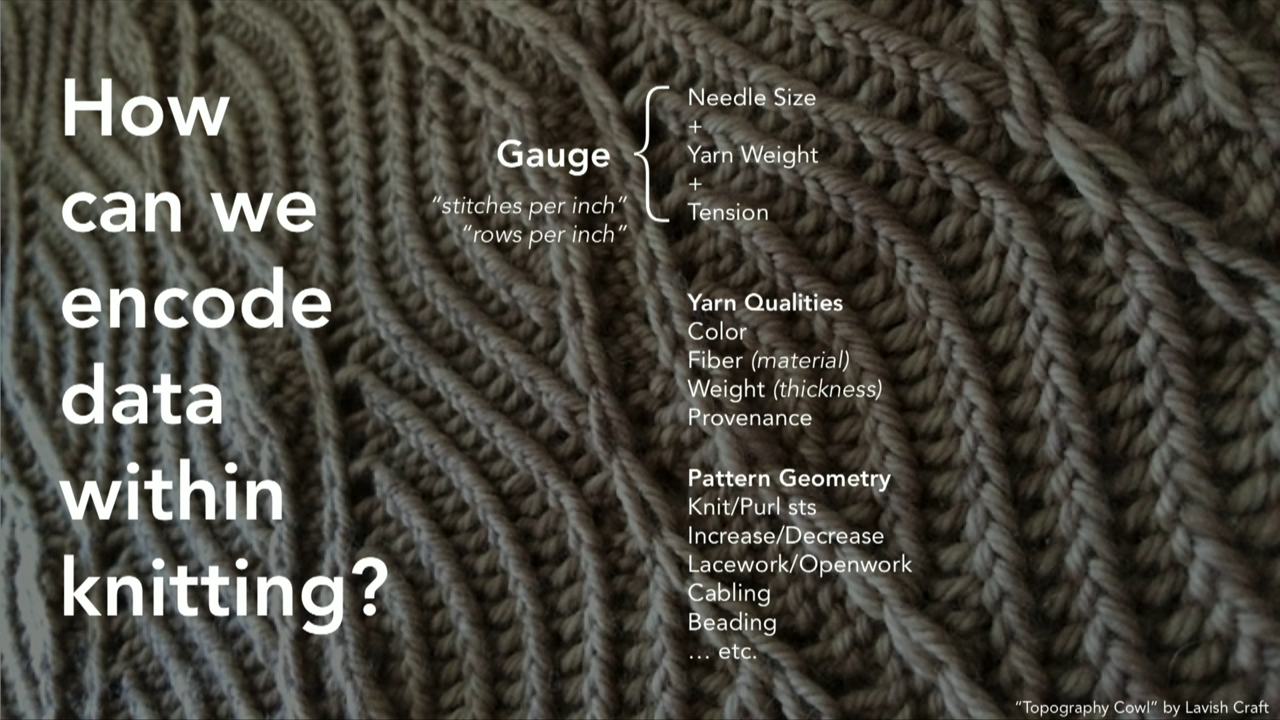 How
can we
encode
data
within
knitting?
Gauge
“stitches per inch”
“rows per inch”
Needle Size
+
Yarn Weight
+
Tension
Yarn Qualities
Color
Fiber (material)
Weight (thickness)
Provenance
Pattern Geometry
Knit/Purl sts
Increase/Decrease
Lacework/Openwork
Cabling
Beading
... etc.
“Topography Cowl” by Lavish Craft